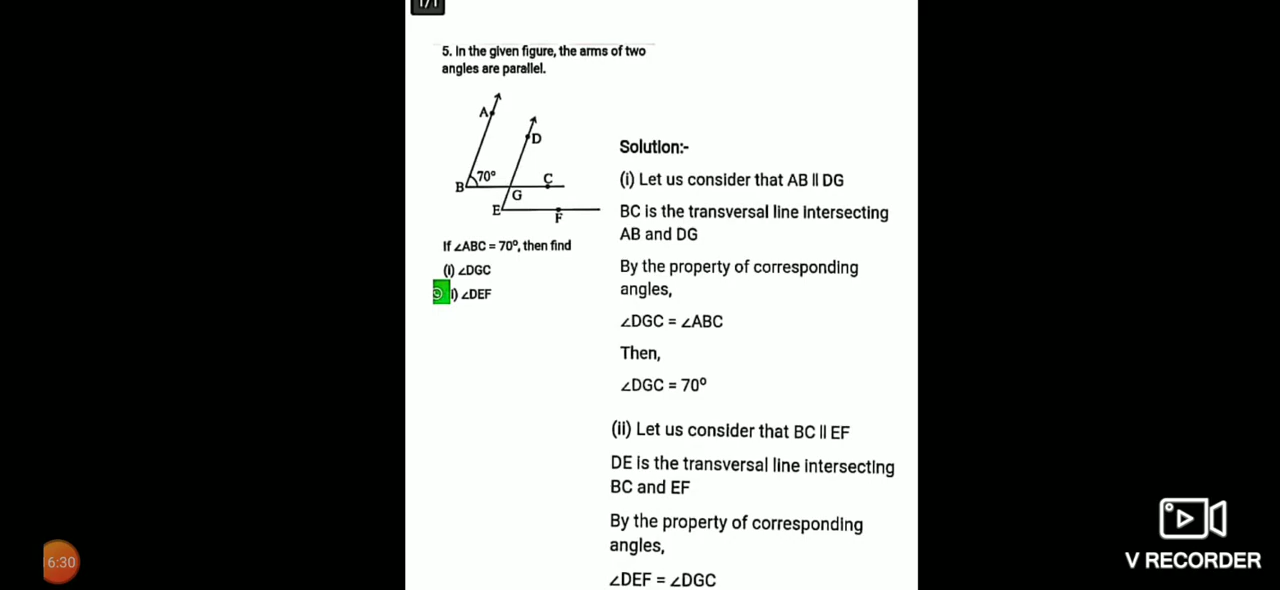 1/1
5. In the given figure, the arms of two
angles are parallel.
A
D
70°
B
C
G
E
F
If ∠ABC = 70°, then find
(i) ∠DGC
i) ∠DEF
Solution:-
(i) Let us consider that AB ll DG
BC is the transversal line intersecting
AB and DG
By the property of corresponding
angles,
∠DGC = ∠ABC
Then,
∠DGC = 70°
(ii) Let us consider that BC ll EF
DE is the transversal line intersecting
BC and EF
By the property of corresponding
angles,
∠DEF = ∠DGC
6:30
V RECORDER